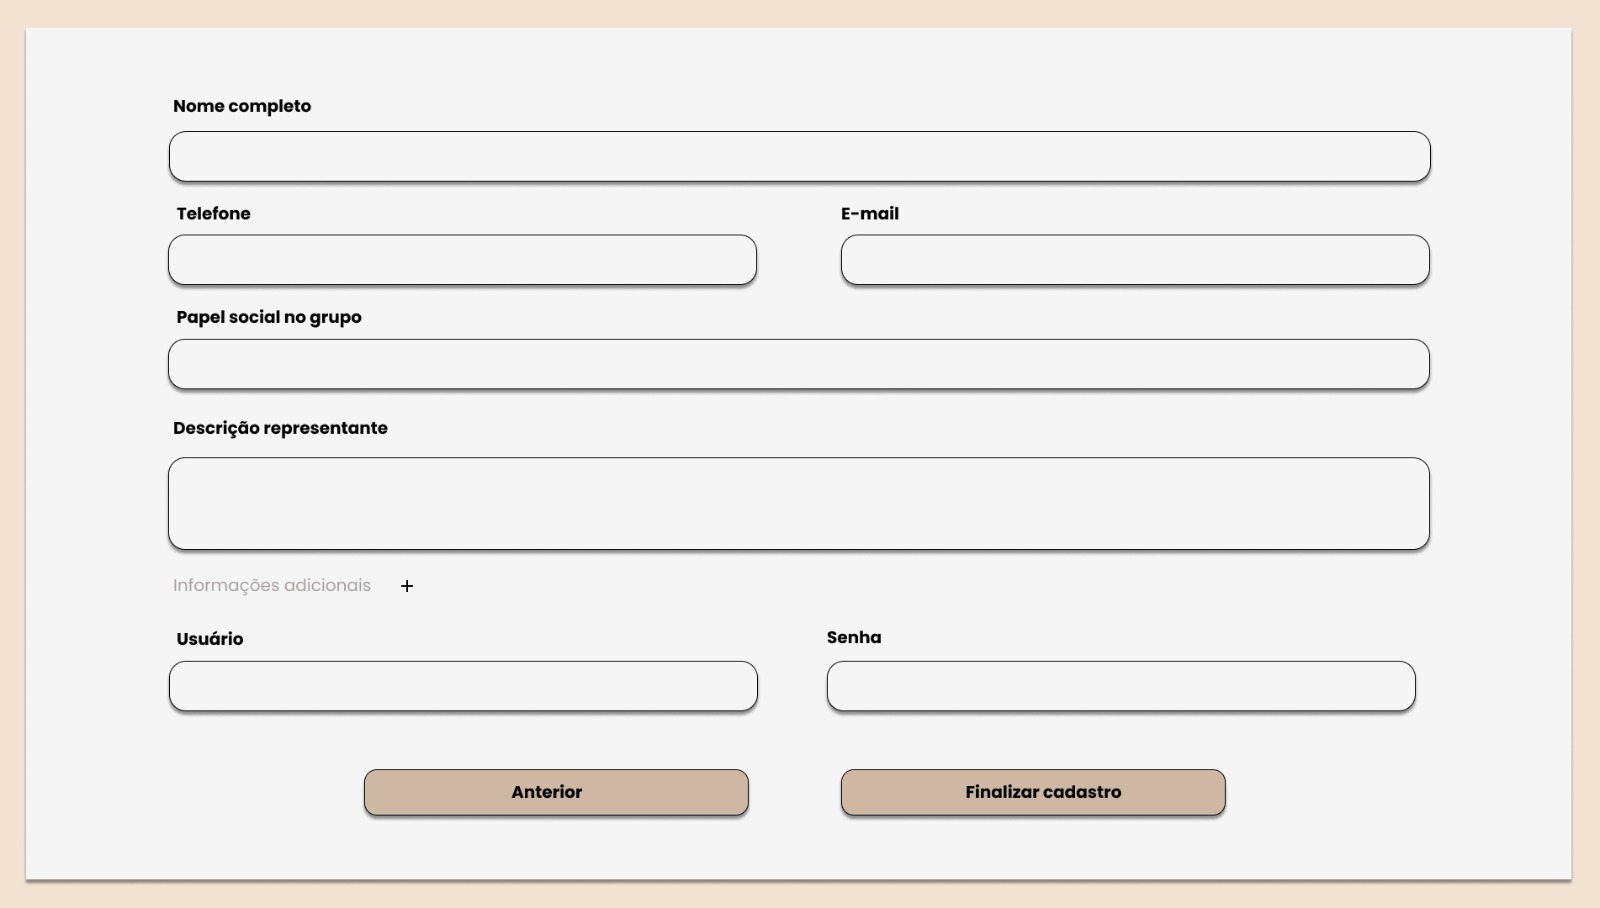 Nome completo
Telefone
E-mail
Papel social no grupo
Descrição representante
Informações adicionais +
Usuário
Senha
Anterior
Finalizar cadastro